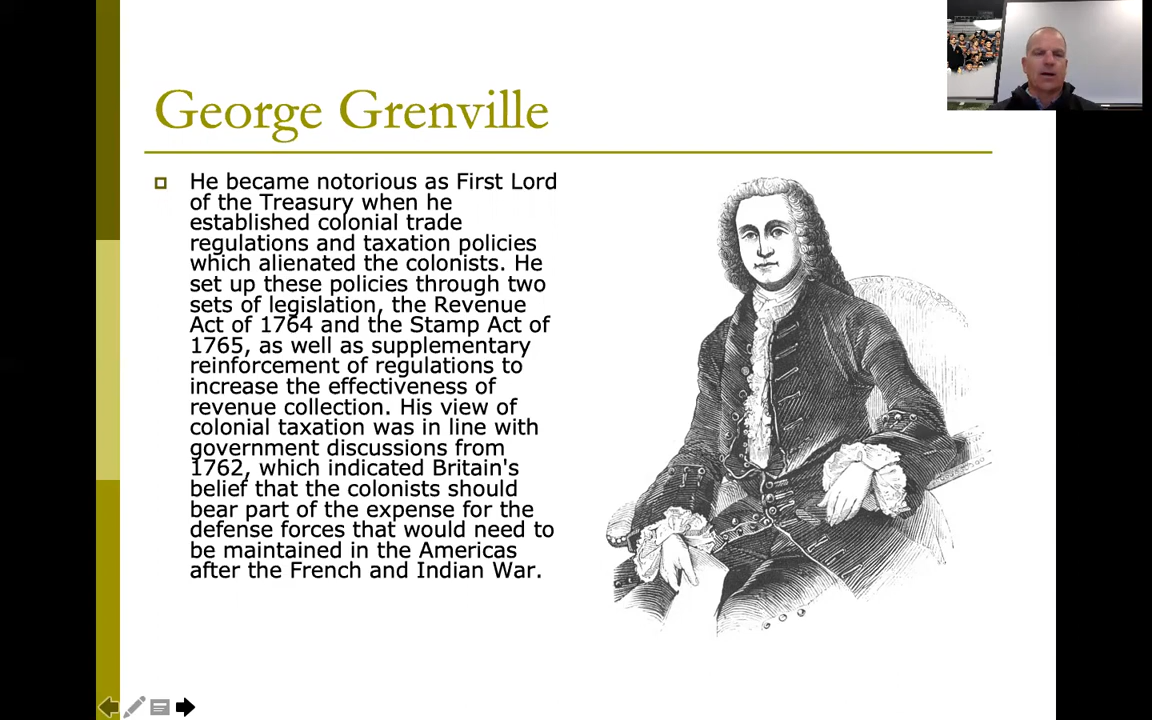 George Grenville
He became notorious as First Lord
of the Treasury when he
established colonial trade
regulations and taxation policies
which alienated the colonists. He
set up these policies through two
sets of legislation, the Revenue
Act of 1764 and the Stamp Act of
1765, as well as supplementary
reinforcement of regulations to
increase the effectiveness of
revenue collection. His view of
colonial taxation was in line with
government discussions from
1762, which indicated Britain's
belief that the colonists should
bear part of the expense for the
defense forces that would need to
be maintained in the Americas
after the French and Indian War.